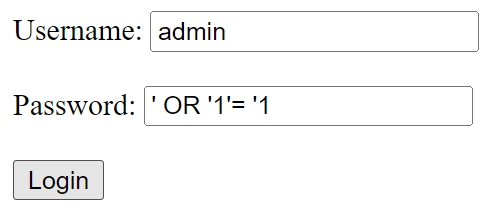 Username: admin
Password: ' OR '1'= '1
Login